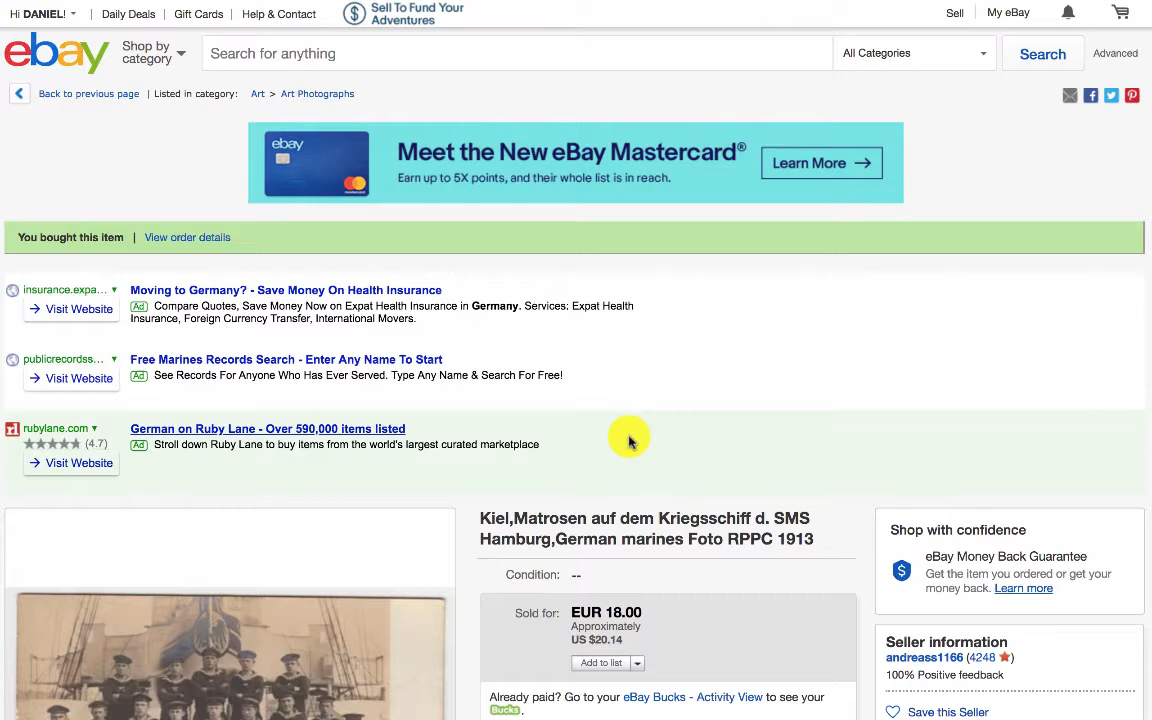 Hi DANIEL!
Daily Deals
Gift Cards
Help & Contact
Sell To Fund Your
Adventures
Sell
My eBay
ebay
Shop by
category
Search for anything
All Categories
Search
Advanced
Back to previous page | Listed in category: Art > Art Photographs
ebay
Meet the New eBay Mastercard®
Earn up to 5X points, and their whole list is in reach.
Learn More →
You bought this item | View order details
insurance.expa...
→ Visit Website
Moving to Germany? - Save Money On Health Insurance
Ad Compare Quotes, Save Money Now on Expat Health Insurance in Germany. Services: Expat Health
Insurance, Foreign Currency Transfer, International Movers.
publicrecordss...
→ Visit Website
Free Marines Records Search - Enter Any Name To Start
Ad See Records For Anyone Who Has Ever Served. Type Any Name & Search For Free!
rubylane.com
(4.7)
→ Visit Website
German on Ruby Lane - Over 590,000 items listed
Ad Stroll down Ruby Lane to buy items from the world's largest curated marketplace
Kiel,Matrosen auf dem Kriegsschiff d. SMS
Hamburg,German marines Foto RPPC 1913
Condition: --
Sold for: EUR 18.00
Approximately
US $20.14
Add to list
Already paid? Go to your eBay Bucks - Activity View to see your
Bucks.
Shop with confidence
eBay Money Back Guarantee
Get the item you ordered or get your
money back. Learn more
Seller information
andreass1166 (4248)
100% Positive feedback
Save this Seller